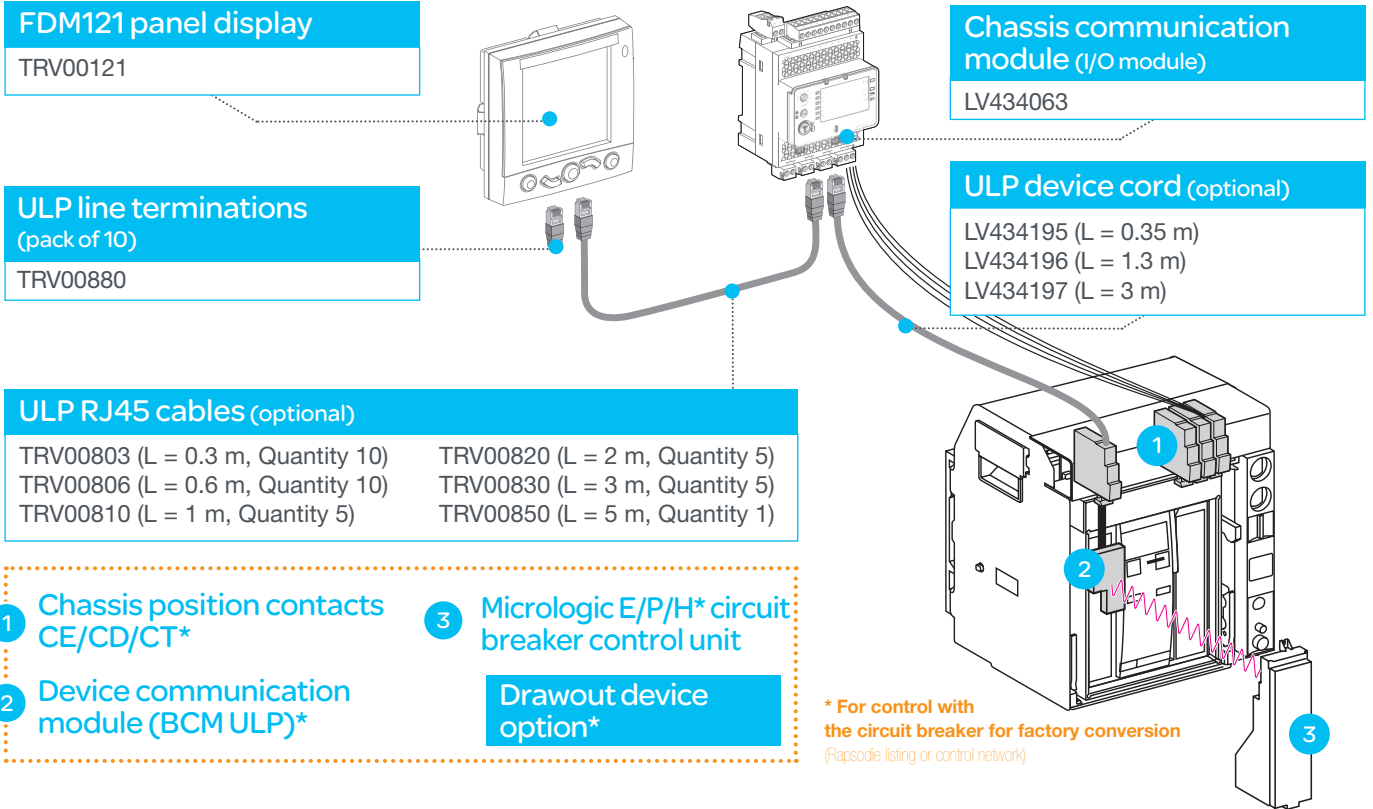 FDM121 panel display
TRV00121
Chassis communication
module (I/O module)
LV434063
ULP line terminations
(pack of 10)
TRV00880
ULP device cord (optional)
LV434195 (L = 0.35 m)
LV434196 (L = 1.3 m)
LV434197 (L = 3 m)
ULP RJ45 cables (optional)
TRV00803 (L = 0.3 m, Quantity 10)
TRV00806 (L = 0.6 m, Quantity 10)
TRV00810 (L = 1 m, Quantity 5)
TRV00820 (L = 2 m, Quantity 5)
TRV00830 (L = 3 m, Quantity 5)
TRV00850 (L = 5 m, Quantity 1)
1
2
3
1 Chassis position contacts
CE/CD/CT*
2 Device communication
module (BCM ULP)*
3 Micrologic E/P/H* circuit
breaker control unit
Drawout device
option*
* For control with
the circuit breaker for factory conversion
(Rapsodie listing or control network)